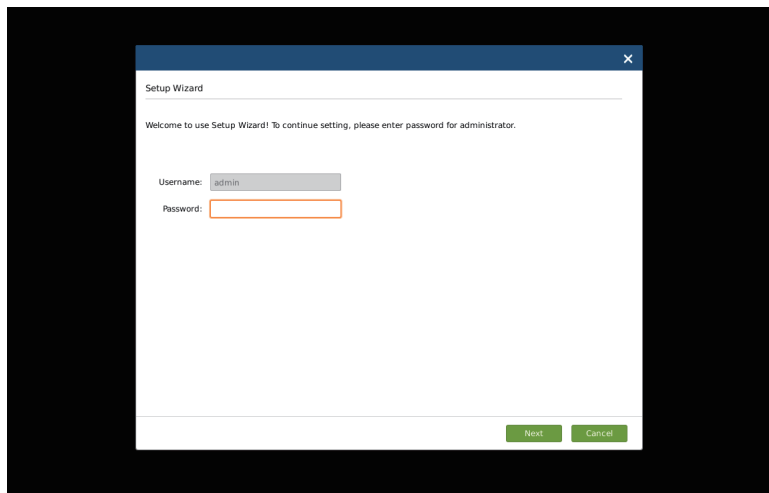 Setup Wizard
Welcome to use Setup Wizard! To continue setting, please enter password for administrator.
Username: admin
Password:
Next Cancel